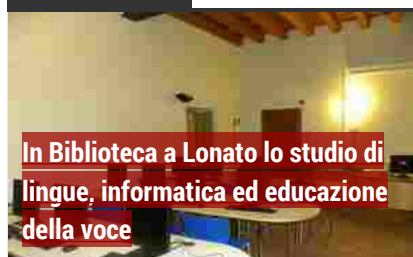 In Biblioteca a Lonato lo studio di
lingue, informatica ed educazione
della voce